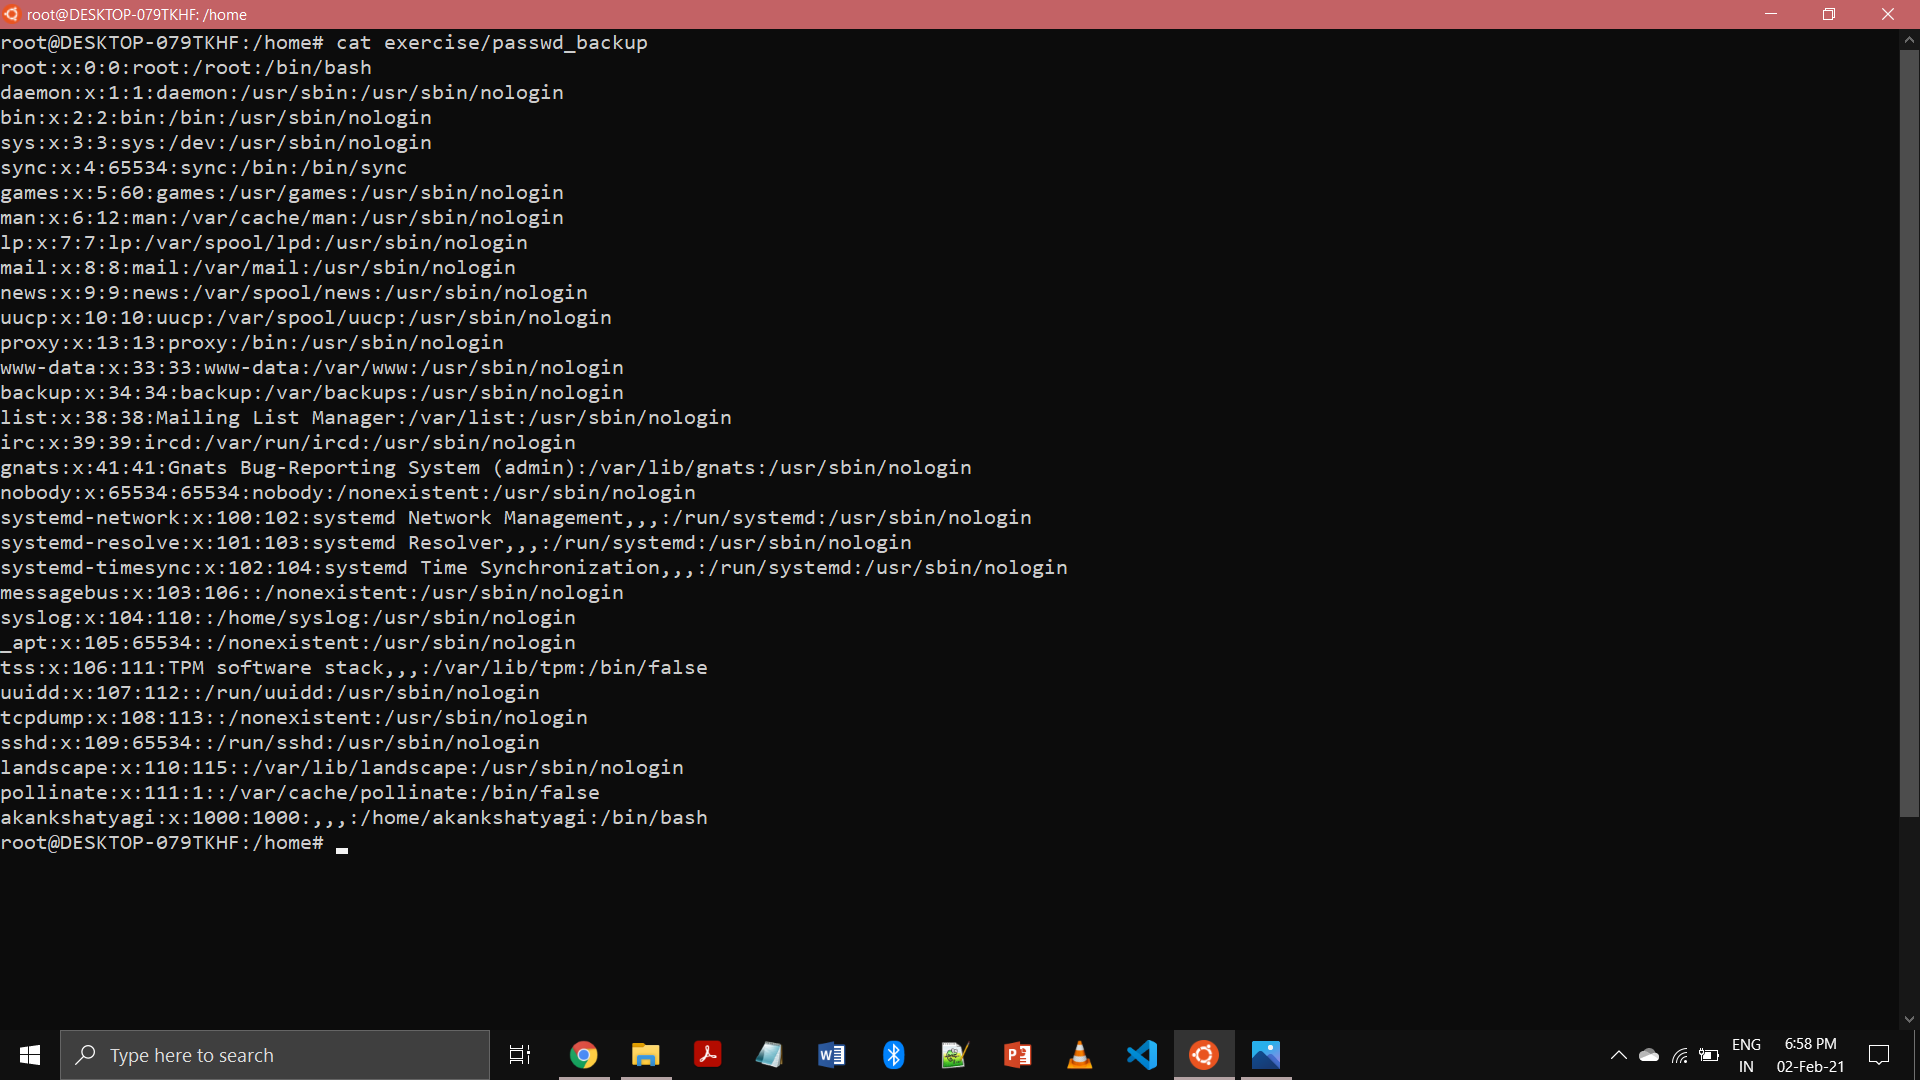 root@DESKTOP-079TKHF: /home
root@DESKTOP-079TKHF:/home# cat exercise/passwd_backup
root:x:0:0:root:/root:/bin/bash
daemon:x:1:1:daemon:/usr/sbin:/usr/sbin/nologin
bin:x:2:2:bin:/bin:/usr/sbin/nologin
sys:x:3:3:sys:/dev:/usr/sbin/nologin
sync:x:4:65534:sync:/bin:/bin/sync
games:x:5:60:games:/usr/games:/usr/sbin/nologin
man:x:6:12:man:/var/cache/man:/usr/sbin/nologin
lp:x:7:7:lp:/var/spool/lpd:/usr/sbin/nologin
mail:x:8:8:mail:/var/mail:/usr/sbin/nologin
news:x:9:9:news:/var/spool/news:/usr/sbin/nologin
uucp:x:10:10:uucp:/var/spool/uucp:/usr/sbin/nologin
proxy:x:13:13:proxy:/bin:/usr/sbin/nologin
www-data:x:33:33:www-data:/var/www:/usr/sbin/nologin
backup:x:34:34:backup:/var/backups:/usr/sbin/nologin
list:x:38:38:Mailing List Manager:/var/list:/usr/sbin/nologin
irc:x:39:39:ircd:/var/run/ircd:/usr/sbin/nologin
gnats:x:41:41:Gnats Bug-Reporting System (admin):/var/lib/gnats:/usr/sbin/nologin
nobody:x:65534:65534:nobody:/nonexistent:/usr/sbin/nologin
systemd-network:x:100:102:systemd Network Management,,,:/run/systemd:/usr/sbin/nologin
systemd-resolve:x:101:103:systemd Resolver,,,:/run/systemd:/usr/sbin/nologin
systemd-timesync:x:102:104:systemd Time Synchronization,,,:/run/systemd:/usr/sbin/nologin
messagebus:x:103:106::/nonexistent:/usr/sbin/nologin
syslog:x:104:110::/home/syslog:/usr/sbin/nologin
_apt:x:105:65534::/nonexistent:/usr/sbin/nologin
tss:x:106:111:TPM software stack,,,:/var/lib/tpm:/bin/false
uuidd:x:107:112::/run/uuidd:/usr/sbin/nologin
tcpdump:x:108:113::/nonexistent:/usr/sbin/nologin
sshd:x:109:65534::/run/sshd:/usr/sbin/nologin
landscape:x:110:115::/var/lib/landscape:/usr/sbin/nologin
pollinate:x:111:1::/var/cache/pollinate:/bin/false
akankshatyagi:x:1000:1000:,,,:/home/akankshatyagi:/bin/bash
root@DESKTOP-079TKHF:/home#
Type here to search
ENG
IN
6:58 PM
02-Feb-21